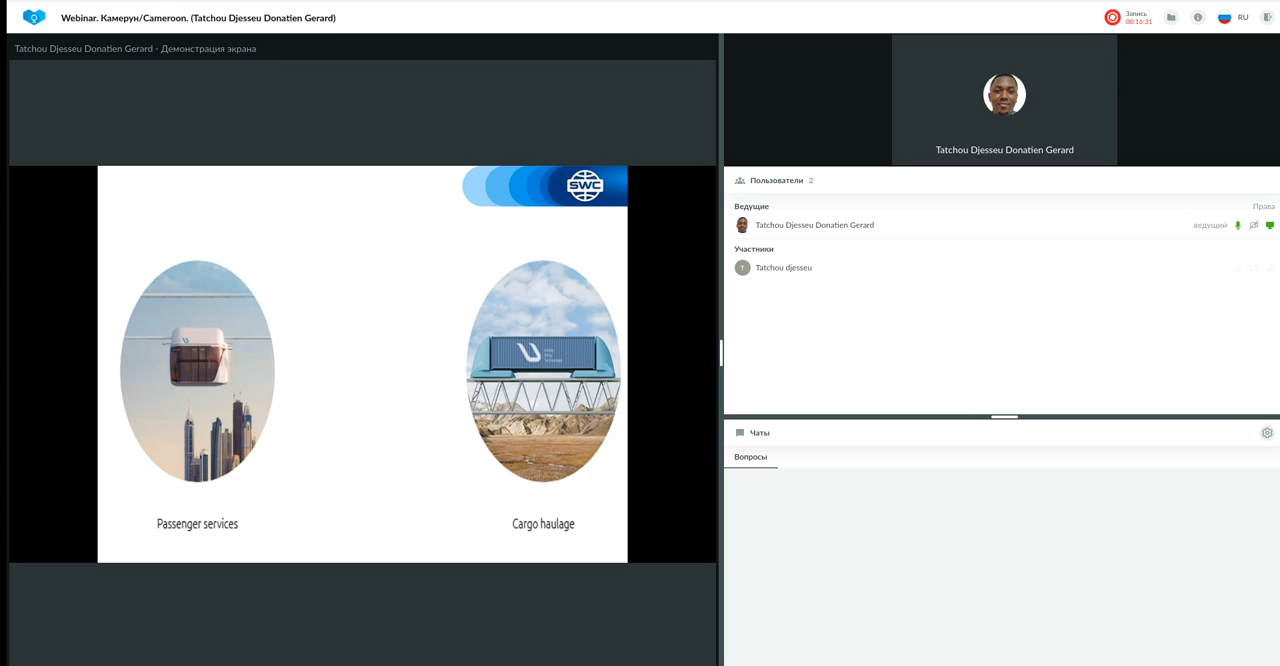 Webinar. Камерун/Cameroon. (Tatchou Djesseu Donatien Gerard)
Запись
00:16:31
RU
Tatchou Djesseu Donatien Gerard - Демонстрация экрана
SWC
Passenger services
Cargo haulage
Tatchou Djesseu Donatien Gerard
Пользователи 2
Ведущие Права
Tatchou Djesseu Donatien Gerard ведущий
Участники
T Tatchou djesseu
Чаты
Вопросы